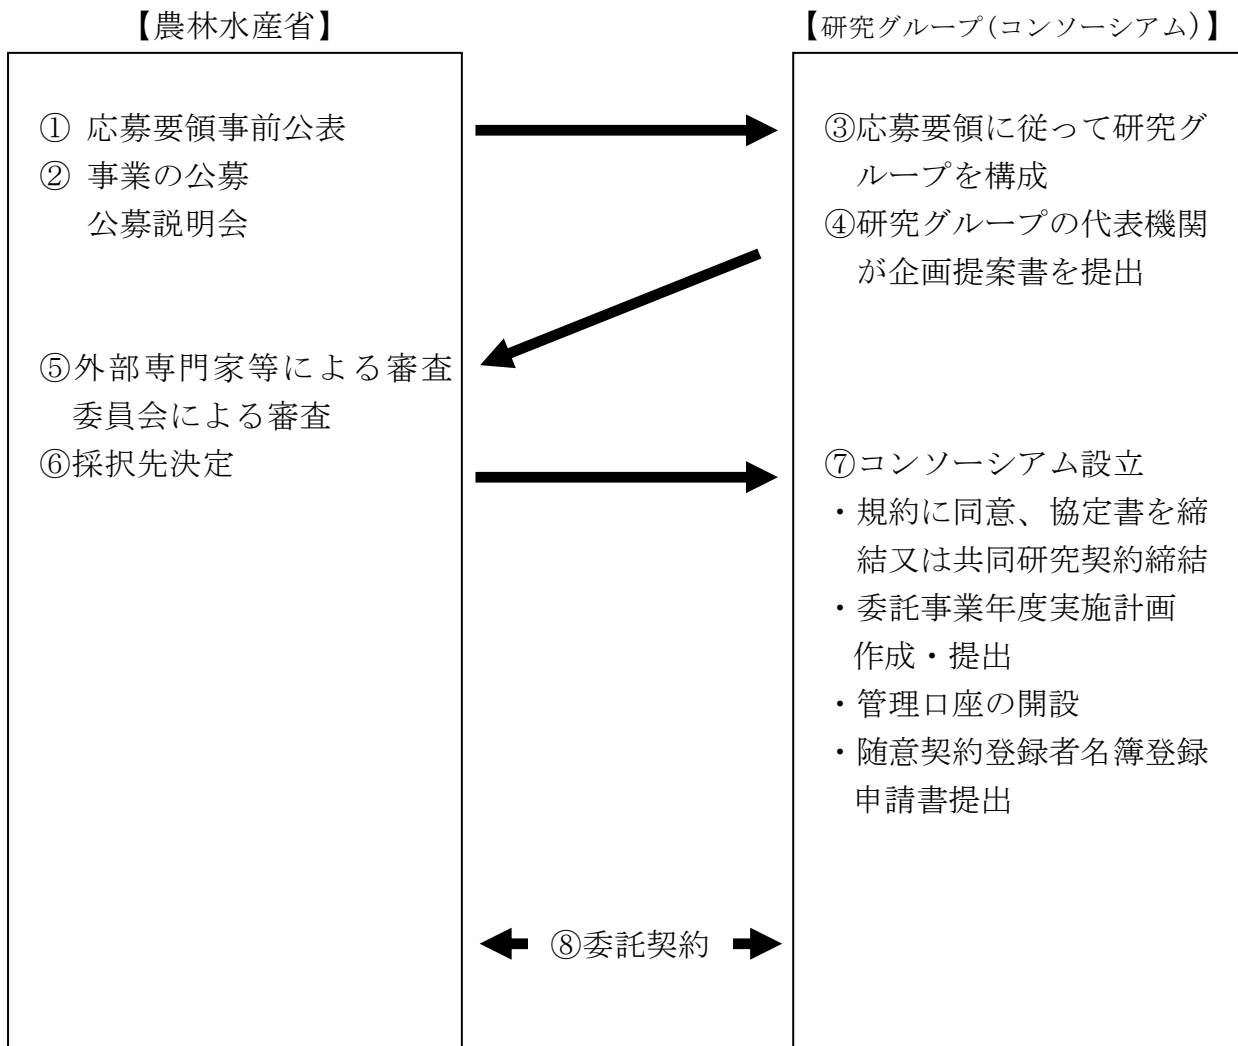 【農林水産省】
① 応募要領事前公表
② 事業の公募
公募説明会
⑤外部専門家等による審査
委員会による審査
⑥採択先決定
【研究グループ(コンソーシアム)】
③応募要領に従って研究グ
ループを構成
④研究グループの代表機関
が企画提案書を提出
⑦コンソーシアム設立
・規約に同意、協定書を締
結又は共同研究契約締結
・委託事業年度実施計画
作成・提出
・管理口座の開設
・随意契約登録者名簿登録
申請書提出
⑧委託契約